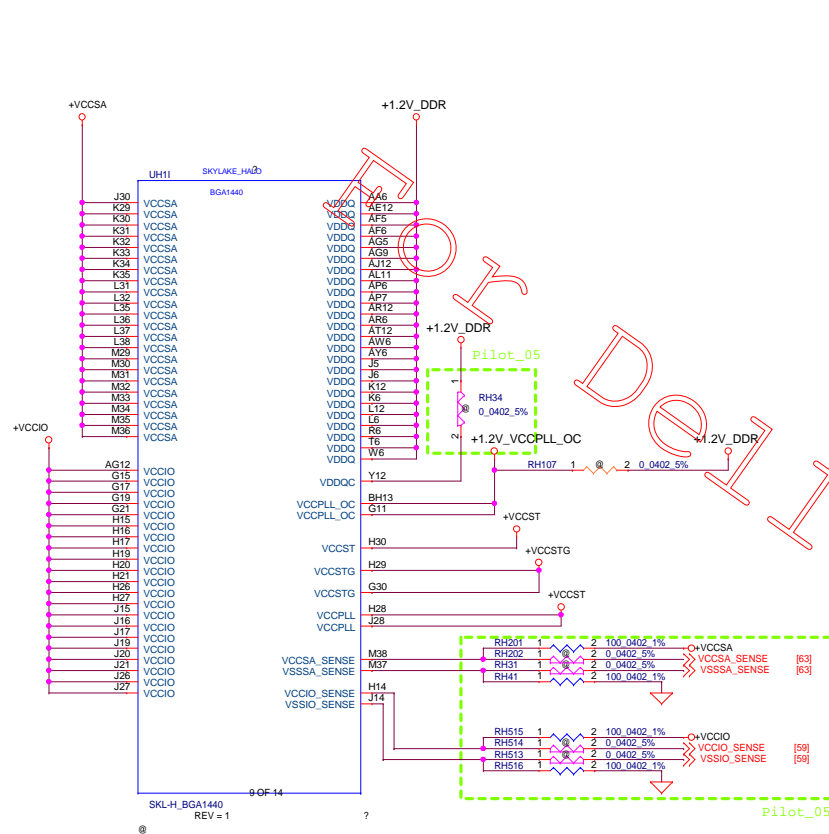 +VCCSA
+1.2V_DDR
UH1I
SKYLAKE_HALO
?
BGA1440
J30 VCCSA VDDQ AA6
K29 VCCSA VDDQ AE12
K30 VCCSA VDDQ AF5
K31 VCCSA VDDQ AF6
K32 VCCSA VDDQ AG5
K33 VCCSA VDDQ AG9
K34 VCCSA VDDQ AJ12
K35 VCCSA VDDQ AL11
L31 VCCSA VDDQ AP6
L32 VCCSA VDDQ AP7
L35 VCCSA VDDQ AR12
L36 VCCSA VDDQ AR6
L37 VCCSA VDDQ AT12
L38 VCCSA VDDQ AW6
M29 VCCSA VDDQ AY6
M30 VCCSA VDDQ J5
M31 VCCSA VDDQ J6
M32 VCCSA VDDQ K12
M33 VCCSA VDDQ K6
M34 VCCSA VDDQ L12
M35 VCCSA VDDQ L6
M36 VCCSA VDDQ R6
VDDQ T6
VDDQ W6
+1.2V_DDR
Pilot_05
1
RH34
@
0_0402_5%
2
+VCCIO
+1.2V_VCCPLL_OC
+1.2V_DDR
RH107 1 @ 2 0_0402_5%
AG12 VCCIO
G15 VCCIO
G17 VCCIO
G19 VCCIO
G21 VCCIO
H15 VCCIO
H16 VCCIO
H17 VCCIO
H19 VCCIO
H20 VCCIO
H21 VCCIO
H26 VCCIO
H27 VCCIO
J15 VCCIO
J16 VCCIO
J17 VCCIO
J19 VCCIO
J20 VCCIO
J21 VCCIO
J26 VCCIO
J27 VCCIO
VDDQC Y12
VCCPLL_OC BH13
VCCPLL_OC G11
+VCCST
VCCST H30
+VCCSTG
VCCSTG H29
VCCSTG G30
+VCCST
VCCPLL H28
VCCPLL J28
VCCSA_SENSE M38
VSSSA_SENSE M37
VCCIO_SENSE H14
VSSIO_SENSE J14
RH201 1 2 100_0402_1% +VCCSA
RH202 1 @ 2 0_0402_5% VCCSA_SENSE [63]
RH31 1 @ 2 0_0402_5% VSSSA_SENSE [63]
RH41 1 2 100_0402_1%
RH515 1 2 100_0402_1% +VCCIO
RH514 1 @ 2 0_0402_5% VCCIO_SENSE [59]
RH513 1 @ 2 0_0402_5% VSSIO_SENSE [59]
RH516 1 2 100_0402_1%
Pilot_05
9 OF 14
SKL-H_BGA1440
REV = 1
?
@
For Dell